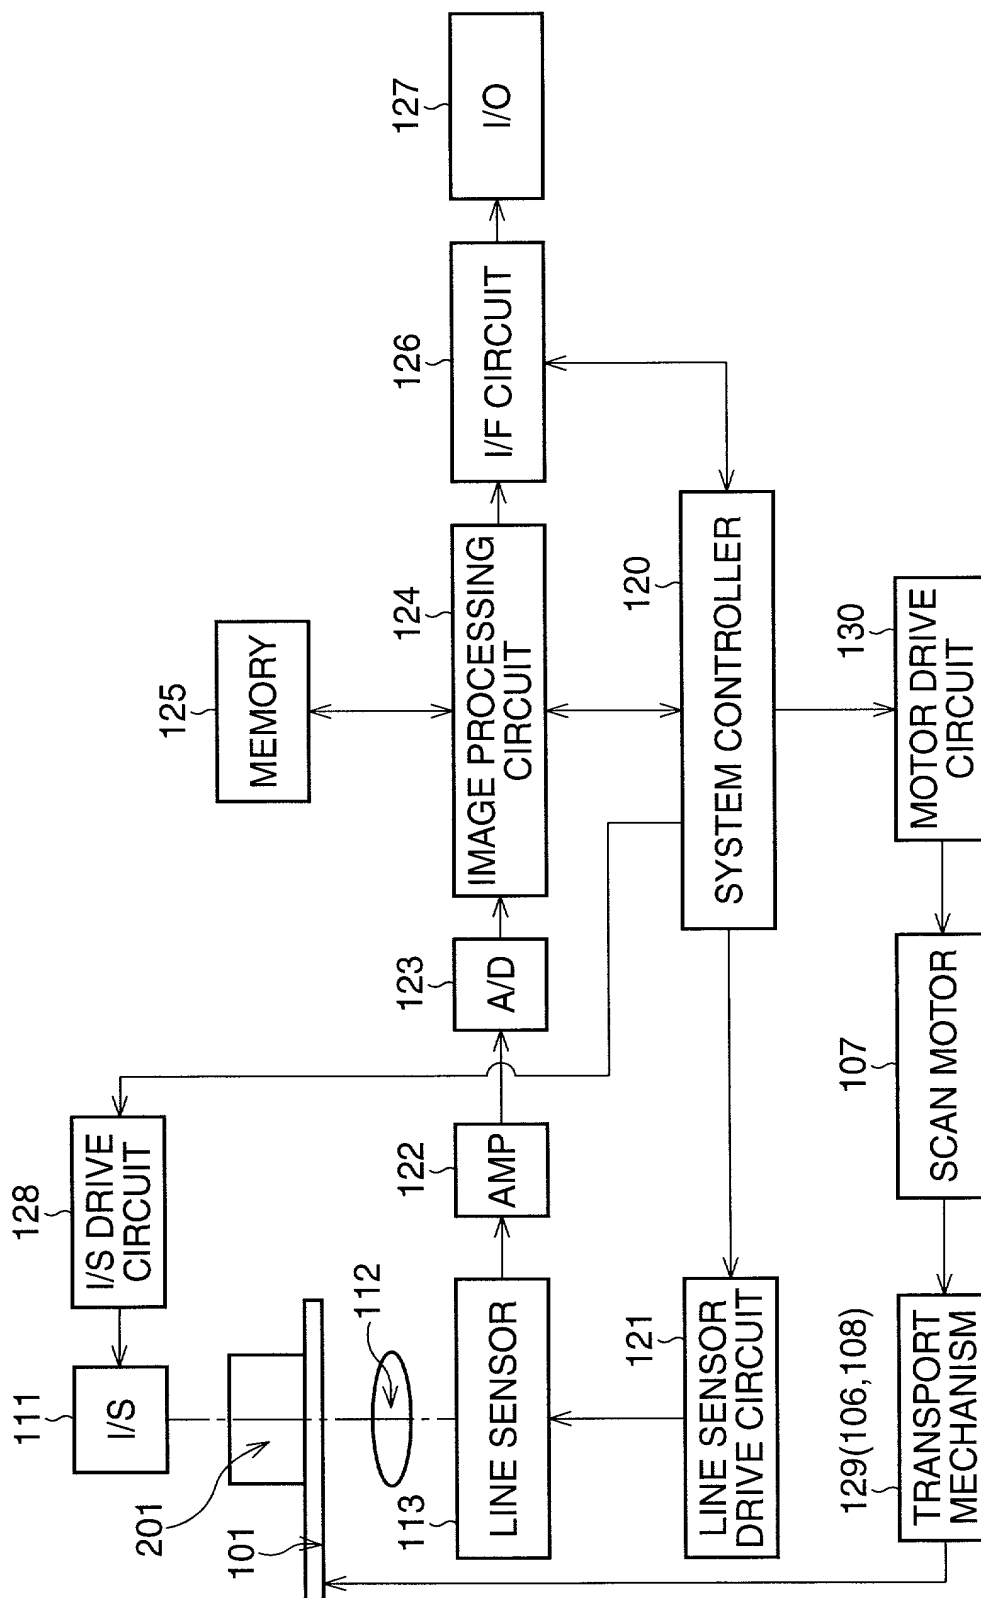 111
I/S
128
I/S DRIVE
CIRCUIT
201
101
112
113
LINE SENSOR
122
AMP
123
A/D
124
IMAGE PROCESSING
CIRCUIT
125
MEMORY
126
I/F CIRCUIT
127
I/O
121
LINE SENSOR
DRIVE CIRCUIT
120
SYSTEM CONTROLLER
129(106,108)
TRANSPORT
MECHANISM
107
SCAN MOTOR
130
MOTOR DRIVE
CIRCUIT